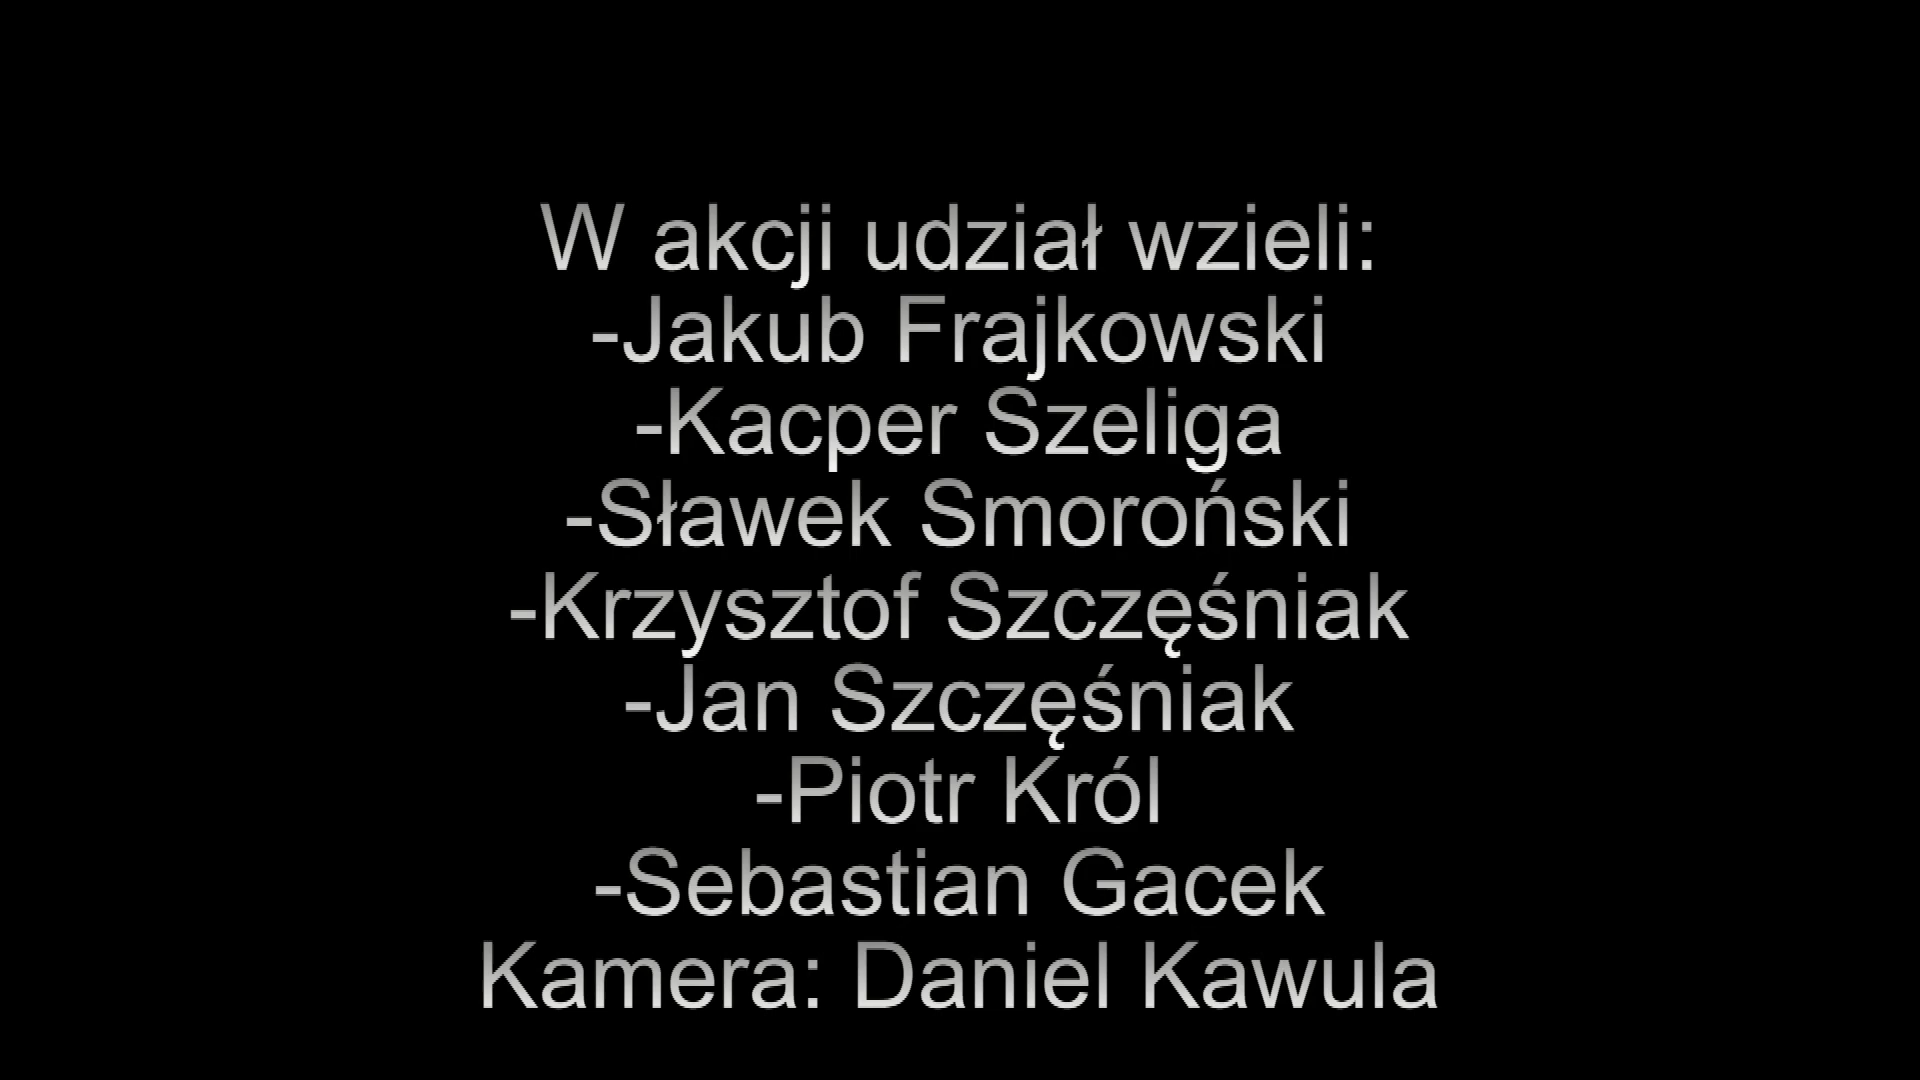 W akcji udział wzieli:
-Jakub Frajkowski
-Kacper Szeliga
-Sławek Smoroński
-Krzysztof Szczęśniak
-Jan Szczęśniak
-Piotr Król
-Sebastian Gacek
Kamera: Daniel Kawula